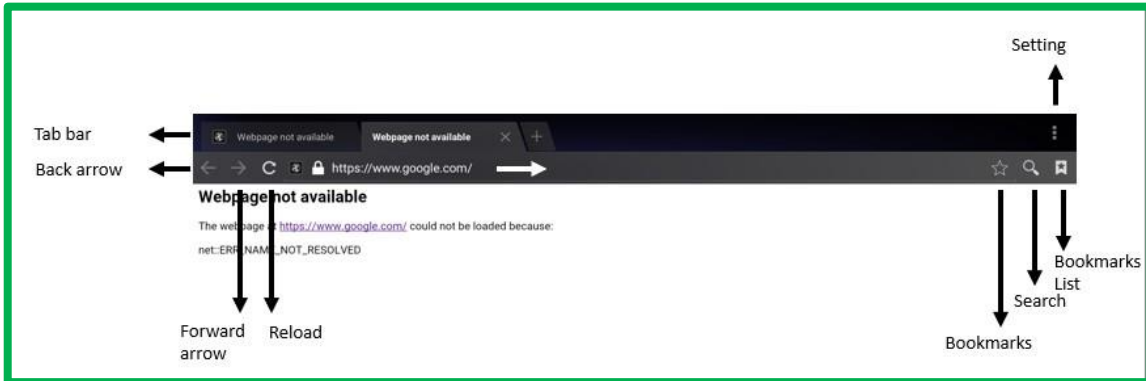 Setting
Tab bar
Webpage not available
Webpage not available
Back arrow
https://www.google.com/
Webpage not available
The webpage at https://www.google.com/ could not be loaded because:
net::ERR_NAME_NOT_RESOLVED
Bookmarks
List
Search
Forward
arrow
Reload
Bookmarks